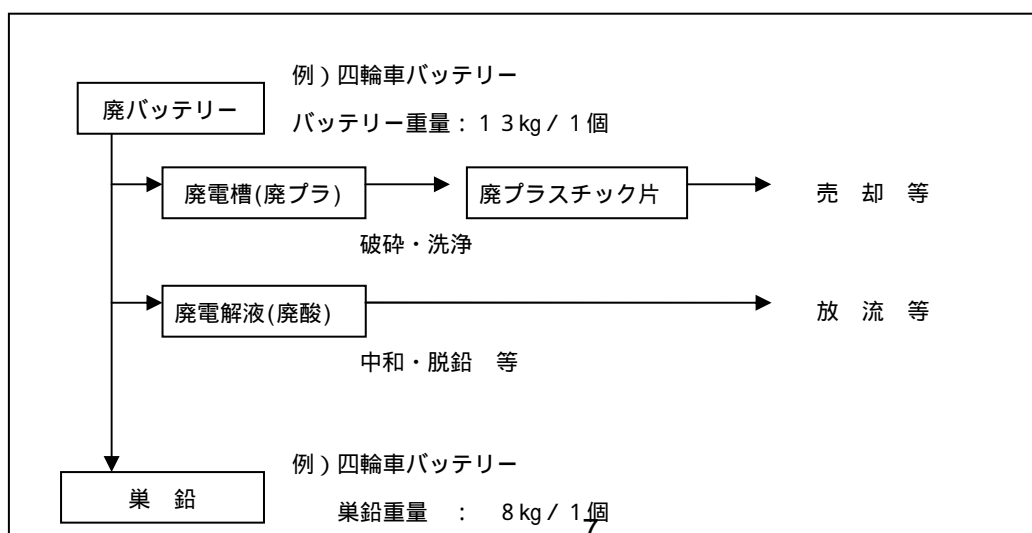 例）四輪車バッテリー
廃バッテリー
バッテリー重量：１３kg／１個
廃電槽(廃プラ)
廃プラスチック片
売　却　等
破砕・洗浄
廃電解液(廃酸)
放　流　等
中和・脱鉛　等
例）四輪車バッテリー
巣　鉛
巣鉛重量　：　８kg／１個
7